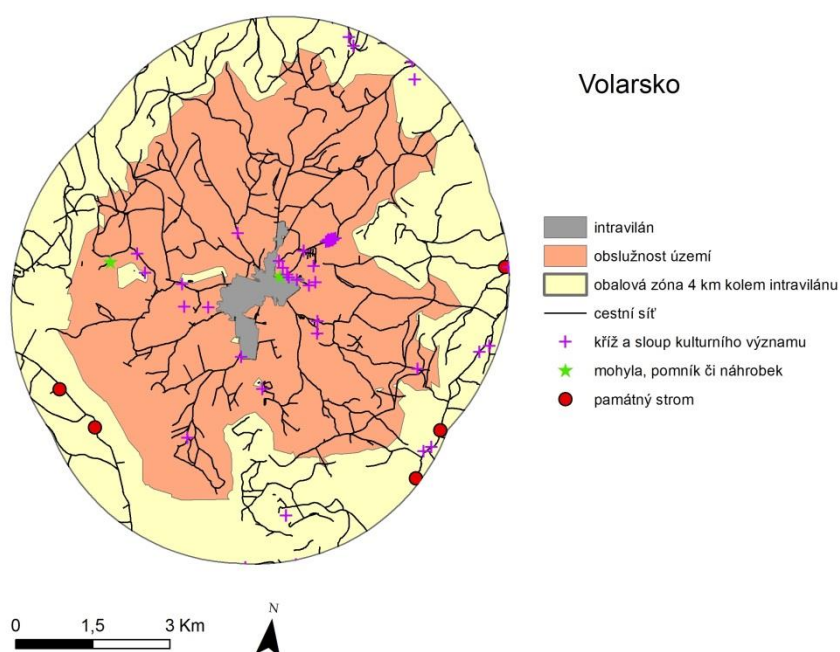 Volarsko
intravilán
obslužnost území
obalová zóna 4 km kolem intravilánu
cestní síť
kříž a sloup kulturního významu
mohyla, pomník či náhrobek
památný strom
0 1,5 3 Km
N